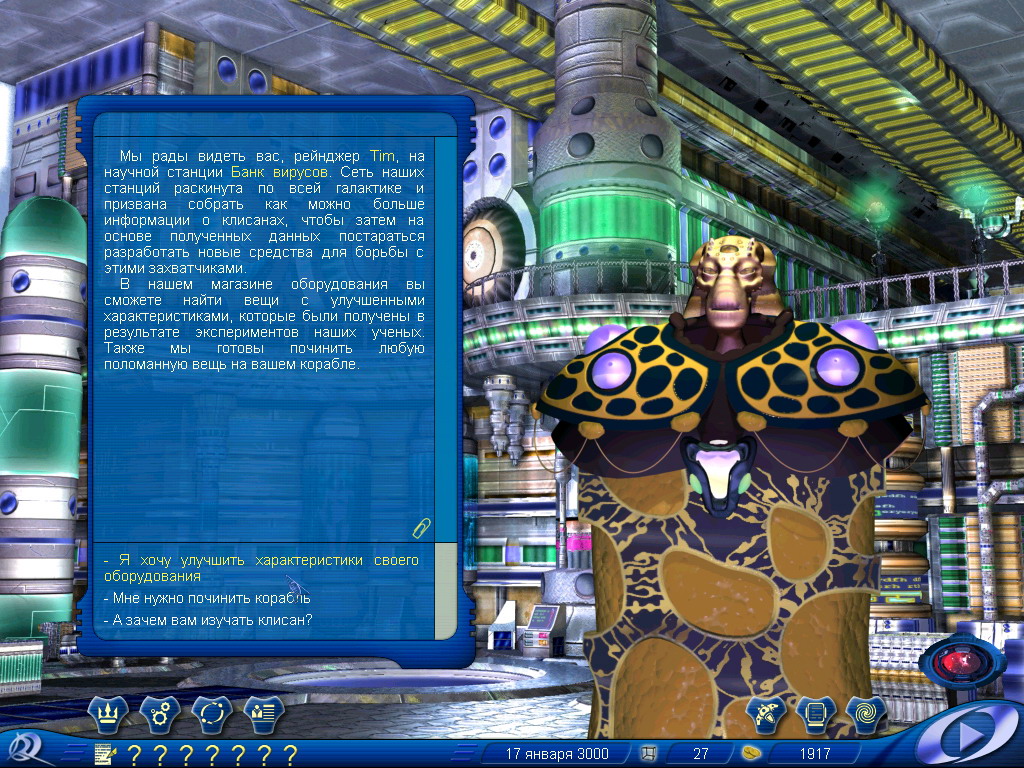 Мы рады видеть вас, рейнджер Tim, на
научной станции Банк вирусов. Сеть наших
станций раскинута по всей галактике и
призвана собрать как можно больше
информации о клисанах, чтобы затем на
основе полученных данных постараться
разработать новые средства для борьбы с
этими захватчиками.
В нашем магазине оборудования вы
сможете найти вещи с улучшенными
характеристиками, которые были получены в
результате экспериментов наших ученых.
Также мы готовы починить любую
поломанную вещь на вашем корабле.
- Я хочу улучшить характеристики своего
оборудования
- Мне нужно починить корабль
- А зачем вам изучать клисан?
? ? ? ? ? ? ?
17 января 3000
27
1917